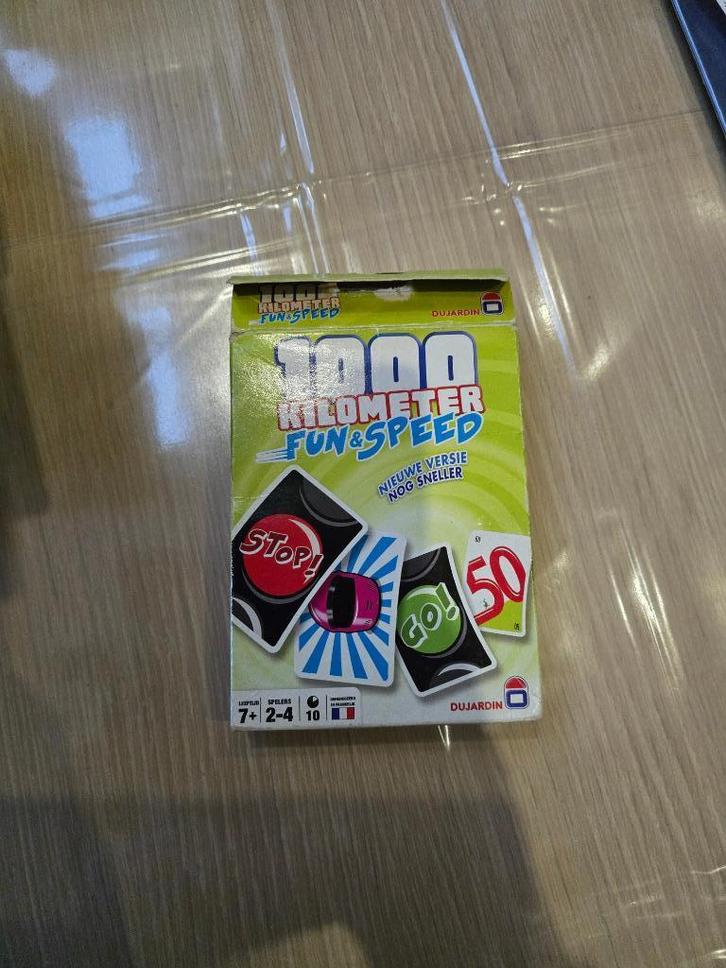 1000
KILOMETER
FUN & SPEED
DUJARDIN
1000
KILOMETER
FUN & SPEED
NIEUWE VERSIE
NOG SNELLER
STOP!
GO!
50
LEEFTIJD
7+
SPELERS
2-4
10
DUJARDIN